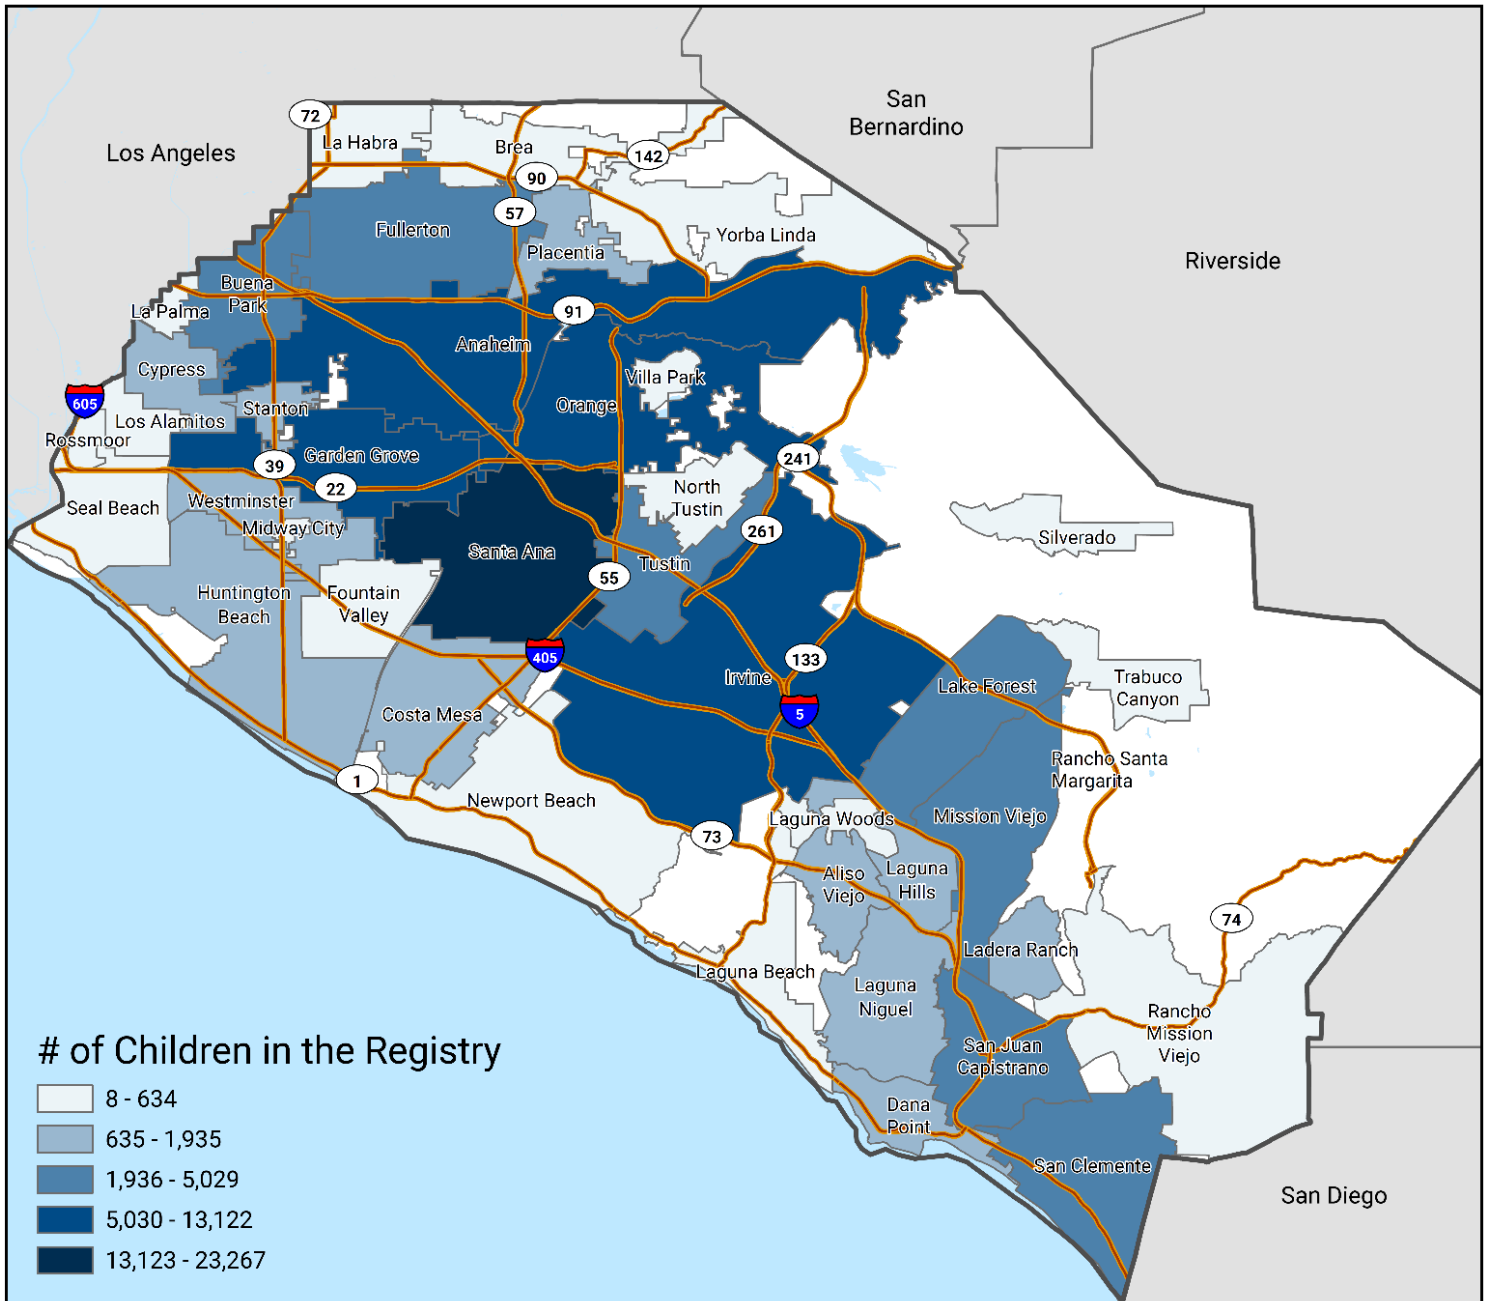 San
Bernardino
72
La Habra
Brea
142
Los Angeles
90
57
Fullerton
Yorba Linda
Placentia
Riverside
Buena
Park
La Palma
91
Anaheim
Cypress
Villa Park
605
Stanton
Orange
Los Alamitos
Rossmoor
39
Garden Grove
241
22
North
Tustin
Westminster
Seal Beach
Midway City
261
Silverado
Santa Ana
Tustin
55
Huntington
Beach
Fountain
Valley
405
133
Irvine
Lake Forest
Trabuco
Canyon
5
Costa Mesa
Rancho Santa
Margarita
1
Newport Beach
Mission Viejo
Laguna Woods
73
Aliso
Viejo
Laguna
Hills
74
Ladera Ranch
Laguna Beach
Laguna
Niguel
Rancho
Mission
Viejo
San Juan
Capistrano
Dana
Point
San Clemente
San Diego
# of Children in the Registry
8 - 634
635 - 1,935
1,936 - 5,029
5,030 - 13,122
13,123 - 23,267